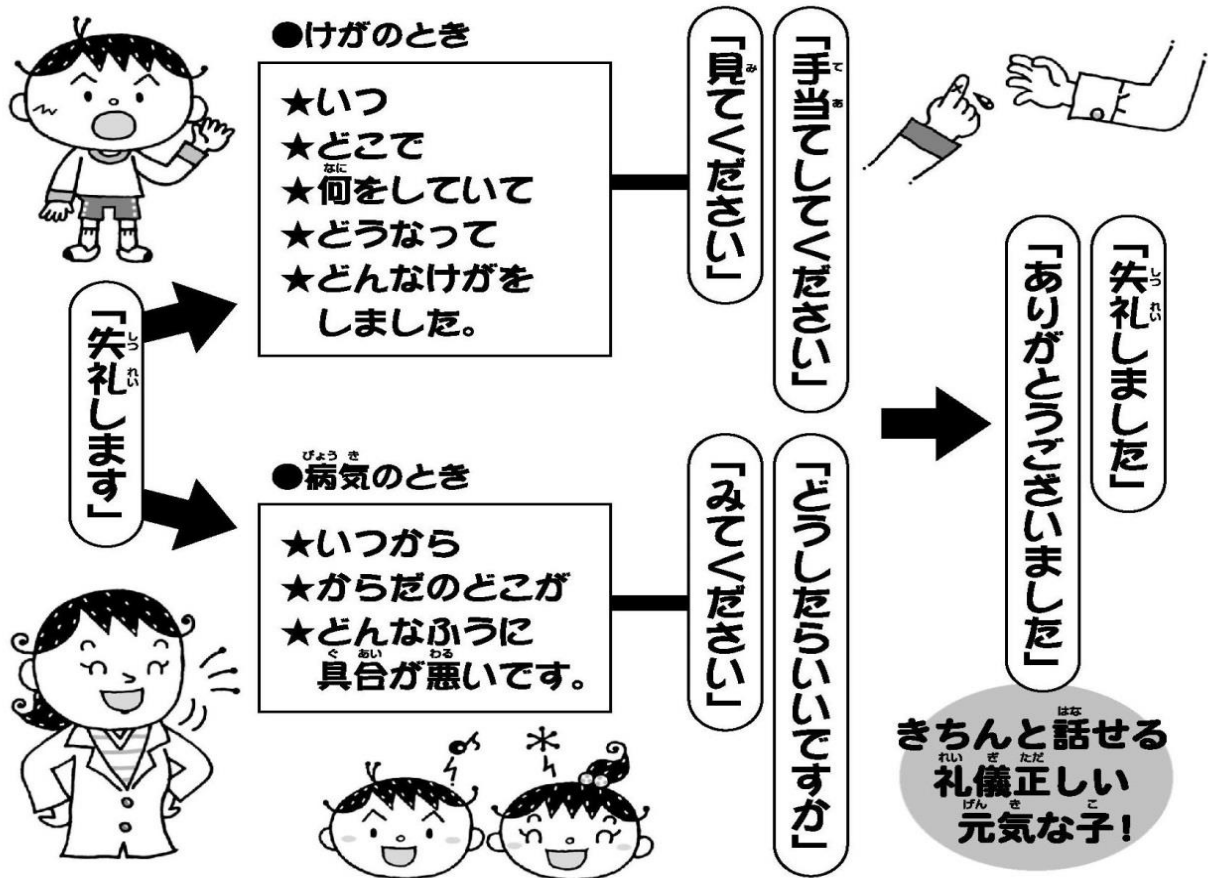 「失礼します」
●けがのとき
★いつ
★どこで
★何をしていて
★どうなって
★どんなけがを
しました。
「手当てしてください」
「見てください」
●病気のとき
★いつから
★からだのどこが
★どんなふうに
具合が悪いです。
「どうしたらいいですか」
「みてください」
「失礼しました」
「ありがとうございました」
きちんと話せる
礼儀正しい
元気な子!